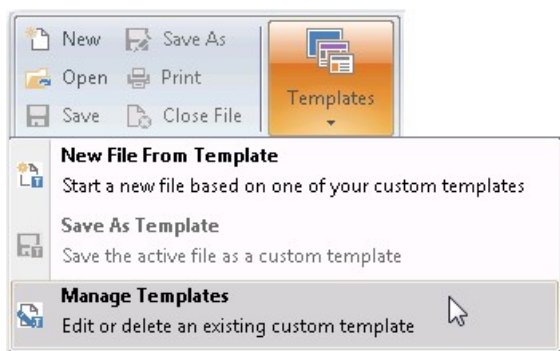 New Save As
Open Print
Save Close File
Templates
New File From Template
Start a new file based on one of your custom templates
Save As Template
Save the active file as a custom template
Manage Templates
Edit or delete an existing custom template